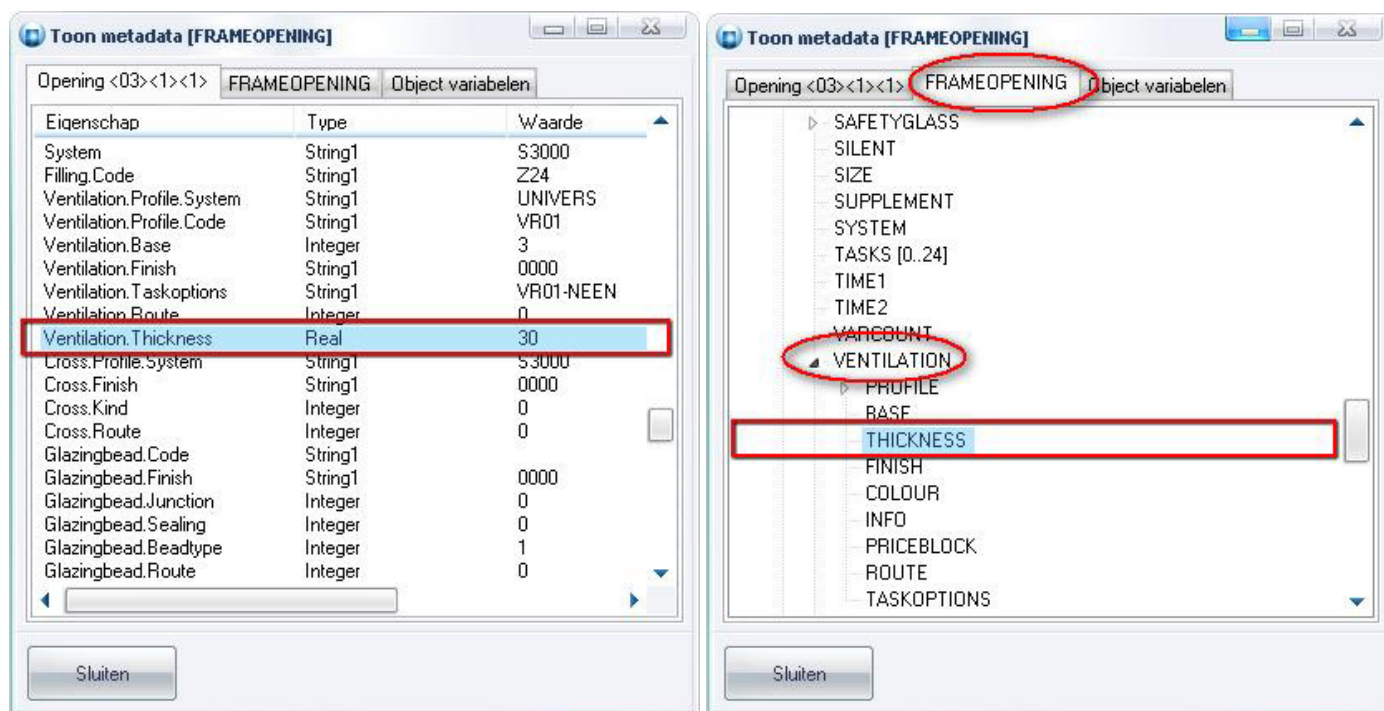 Toon metadata [FRAMEOPENING]
Opening <03><1><1> FRAMEOPENING Object variabelen
Eigenschap Type Waarde
System String1 S3000
Filling.Code String1 Z24
Ventilation.Profile.System String1 UNIVERS
Ventilation.Profile.Code String1 VR01
Ventilation.Base Integer 3
Ventilation.Finish String1 0000
Ventilation.Taskoptions String1 VR01-NEEN
Ventilation.Route Integer 0
Ventilation.Thickness Real 30
Cross.Profile.System String1 S3000
Cross.Finish String1 0000
Cross.Kind Integer 0
Cross.Route Integer 0
Glazingbead.Code String1
Glazingbead.Finish String1 0000
Glazingbead.Junction Integer 0
Glazingbead.Sealing Integer 0
Glazingbead.Beadtype Integer 1
Glazingbead.Route Integer 0
Sluiten
Toon metadata [FRAMEOPENING]
Opening <03><1><1> FRAMEOPENING Object variabelen
SAFETYGLASS
SILENT
SIZE
SUPPLEMENT
SYSTEM
TASKS [0..24]
TIME1
TIME2
VARCOUNT
VENTILATION
PROFILE
BASE
THICKNESS
FINISH
COLOUR
INFO
PRICEBLOCK
ROUTE
TASKOPTIONS
Sluiten